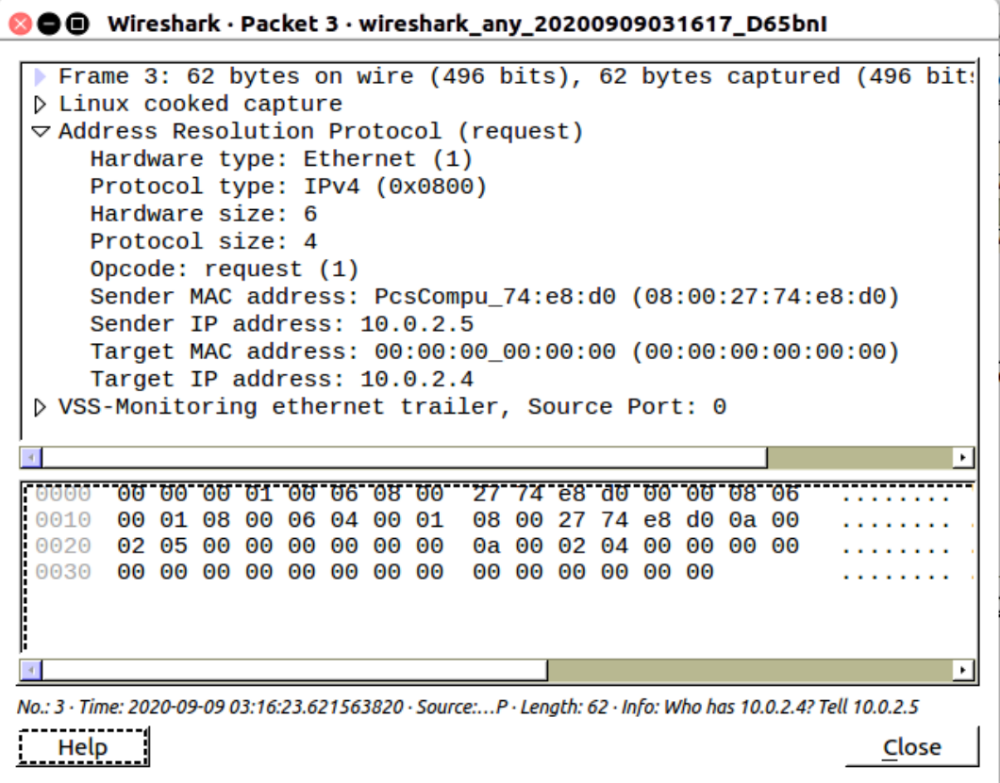 Wireshark · Packet 3 · wireshark_any_20200909031617_D65bnI
Frame 3: 62 bytes on wire (496 bits), 62 bytes captured (496 bits
Linux cooked capture
Address Resolution Protocol (request)
Hardware type: Ethernet (1)
Protocol type: IPv4 (0x0800)
Hardware size: 6
Protocol size: 4
Opcode: request (1)
Sender MAC address: PcsCompu_74:e8:d0 (08:00:27:74:e8:d0)
Sender IP address: 10.0.2.5
Target MAC address: 00:00:00_00:00:00 (00:00:00:00:00:00)
Target IP address: 10.0.2.4
VSS-Monitoring ethernet trailer, Source Port: 0
0000 00 00 00 01 00 06 08 00 27 74 e8 d0 00 00 08 06 ........
0010 00 01 08 00 06 04 00 01 08 00 27 74 e8 d0 0a 00 ........
0020 02 05 00 00 00 00 00 00 0a 00 02 04 00 00 00 00 ........
0030 00 00 00 00 00 00 00 00 00 00 00 00 00 00 ........
No.: 3 · Time: 2020-09-09 03:16:23.621563820 · Source:…P · Length: 62 · Info: Who has 10.0.2.4? Tell 10.0.2.5
Help
Close